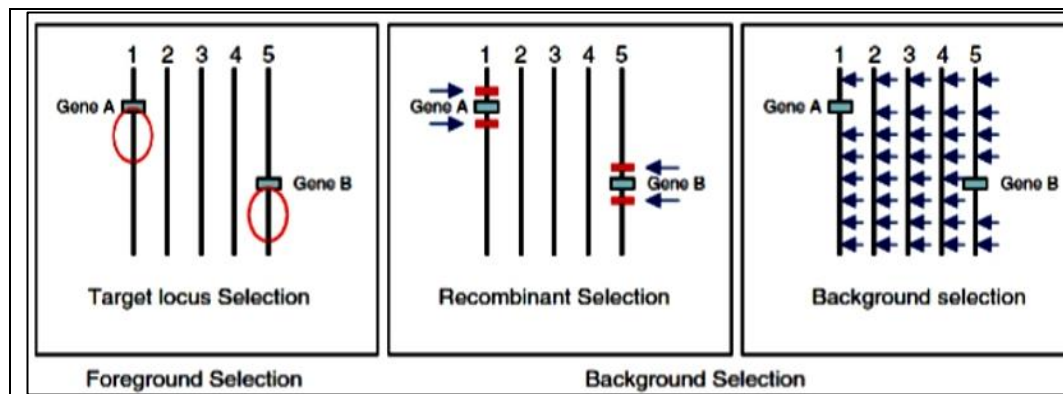 1 2 3 4 5
Gene A
Gene B
Target locus Selection
1 2 3 4 5
Gene A
Gene B
Recombinant Selection
1 2 3 4 5
Gene A
Gene B
Background selection
Foreground Selection
Background Selection